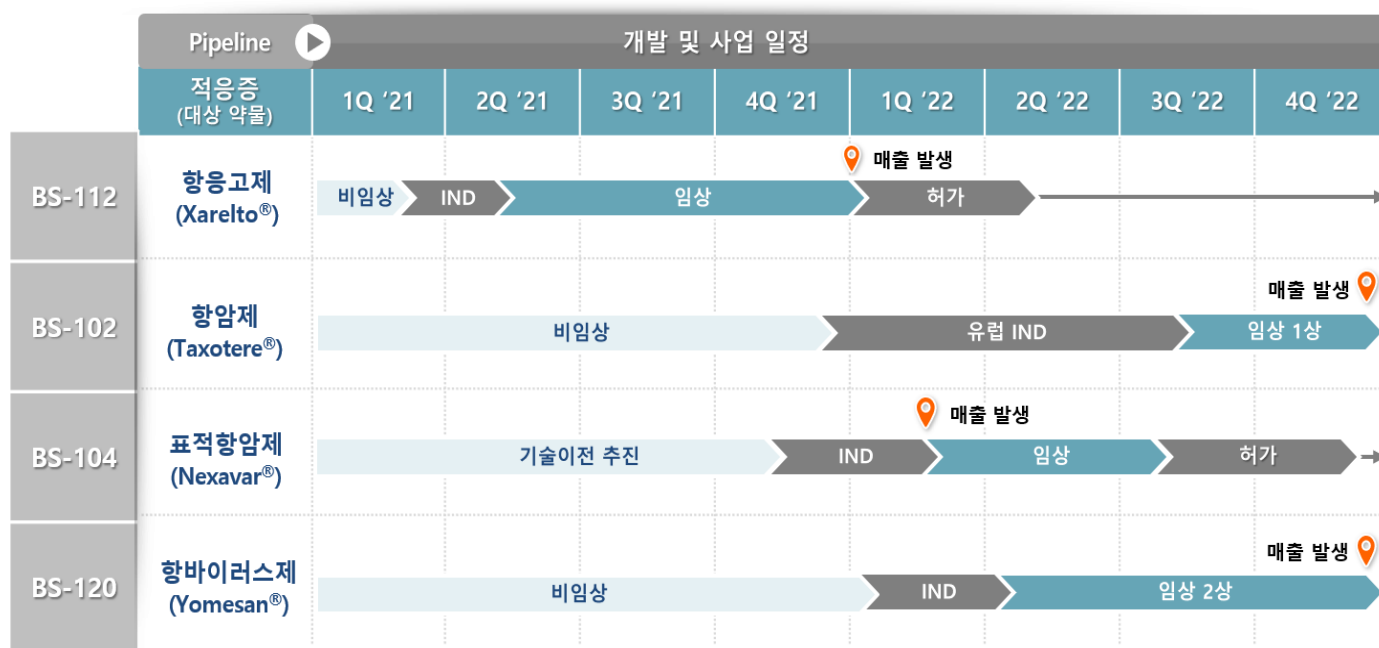 Pipeline
개발 및 사업 일정
적응증
(대상 약물)
1Q ‘21
2Q ‘21
3Q ‘21
4Q ‘21
1Q ‘22
2Q ‘22
3Q ‘22
4Q ‘22
BS-112
항응고제
(Xarelto®)
매출 발생
비임상
IND
임상
허가
BS-102
항암제
(Taxotere®)
매출 발생
비임상
유럽 IND
임상 1상
BS-104
표적항암제
(Nexavar®)
매출 발생
기술이전 추진
IND
임상
허가
BS-120
항바이러스제
(Yomesan®)
매출 발생
비임상
IND
임상 2상